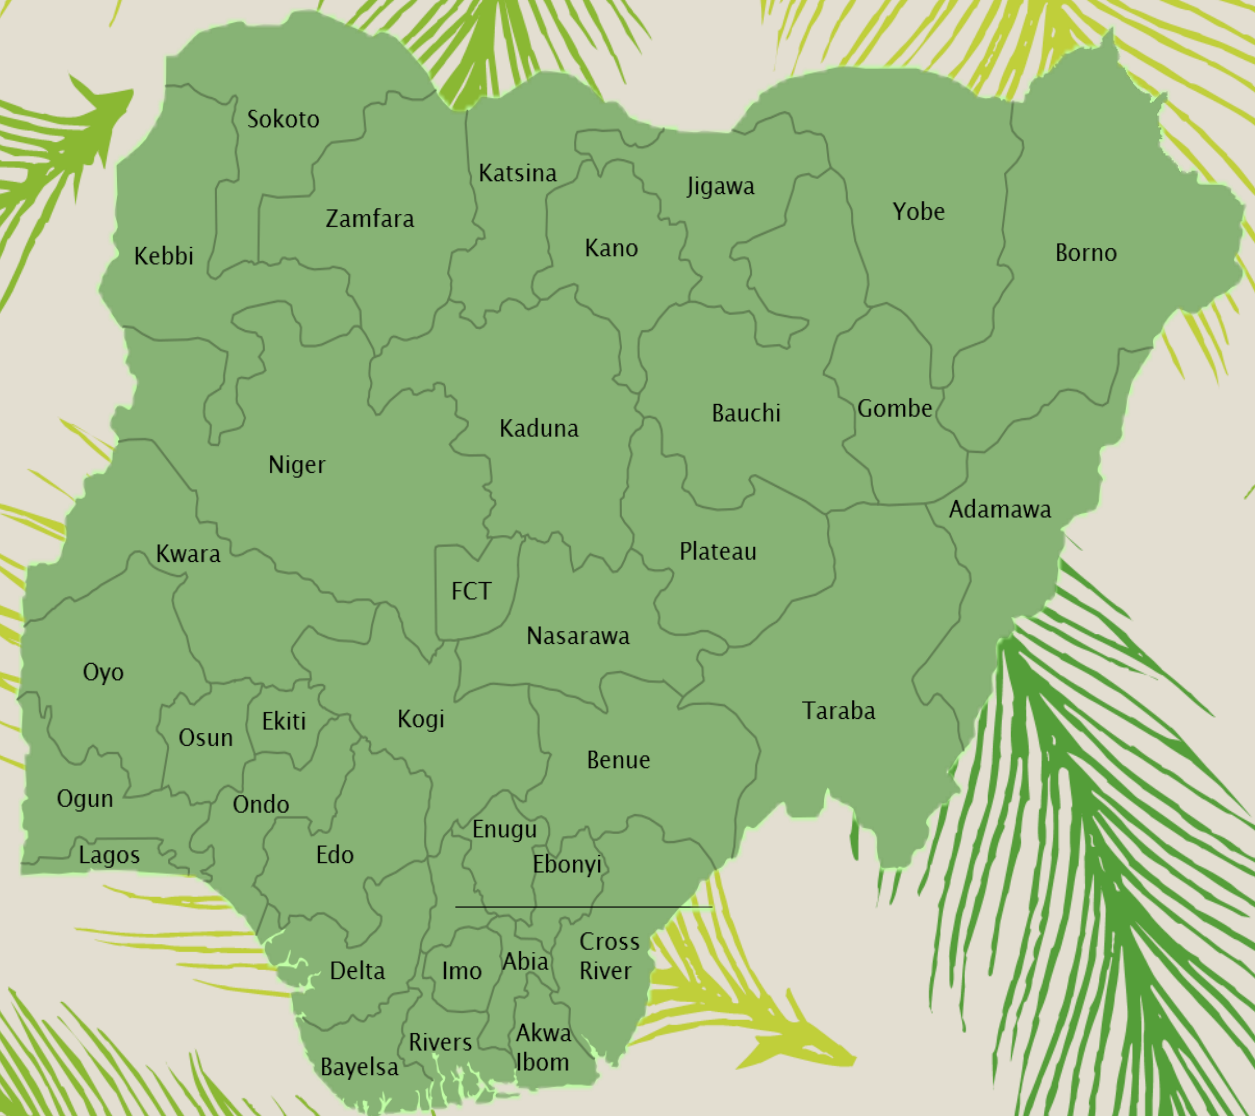 Sokoto
Katsina
Jigawa
Zamfara
Yobe
Kano
Kebbi
Borno
Gombe
Bauchi
Kaduna
Niger
Adamawa
Plateau
Kwara
FCT
Nasarawa
Oyo
Taraba
Kogi
Ekiti
Osun
Benue
Ogun
Ondo
Enugu
Lagos
Edo
Ebonyi
Cross
River
Abia
Delta
Imo
Akwa
Ibom
Rivers
Bayelsa